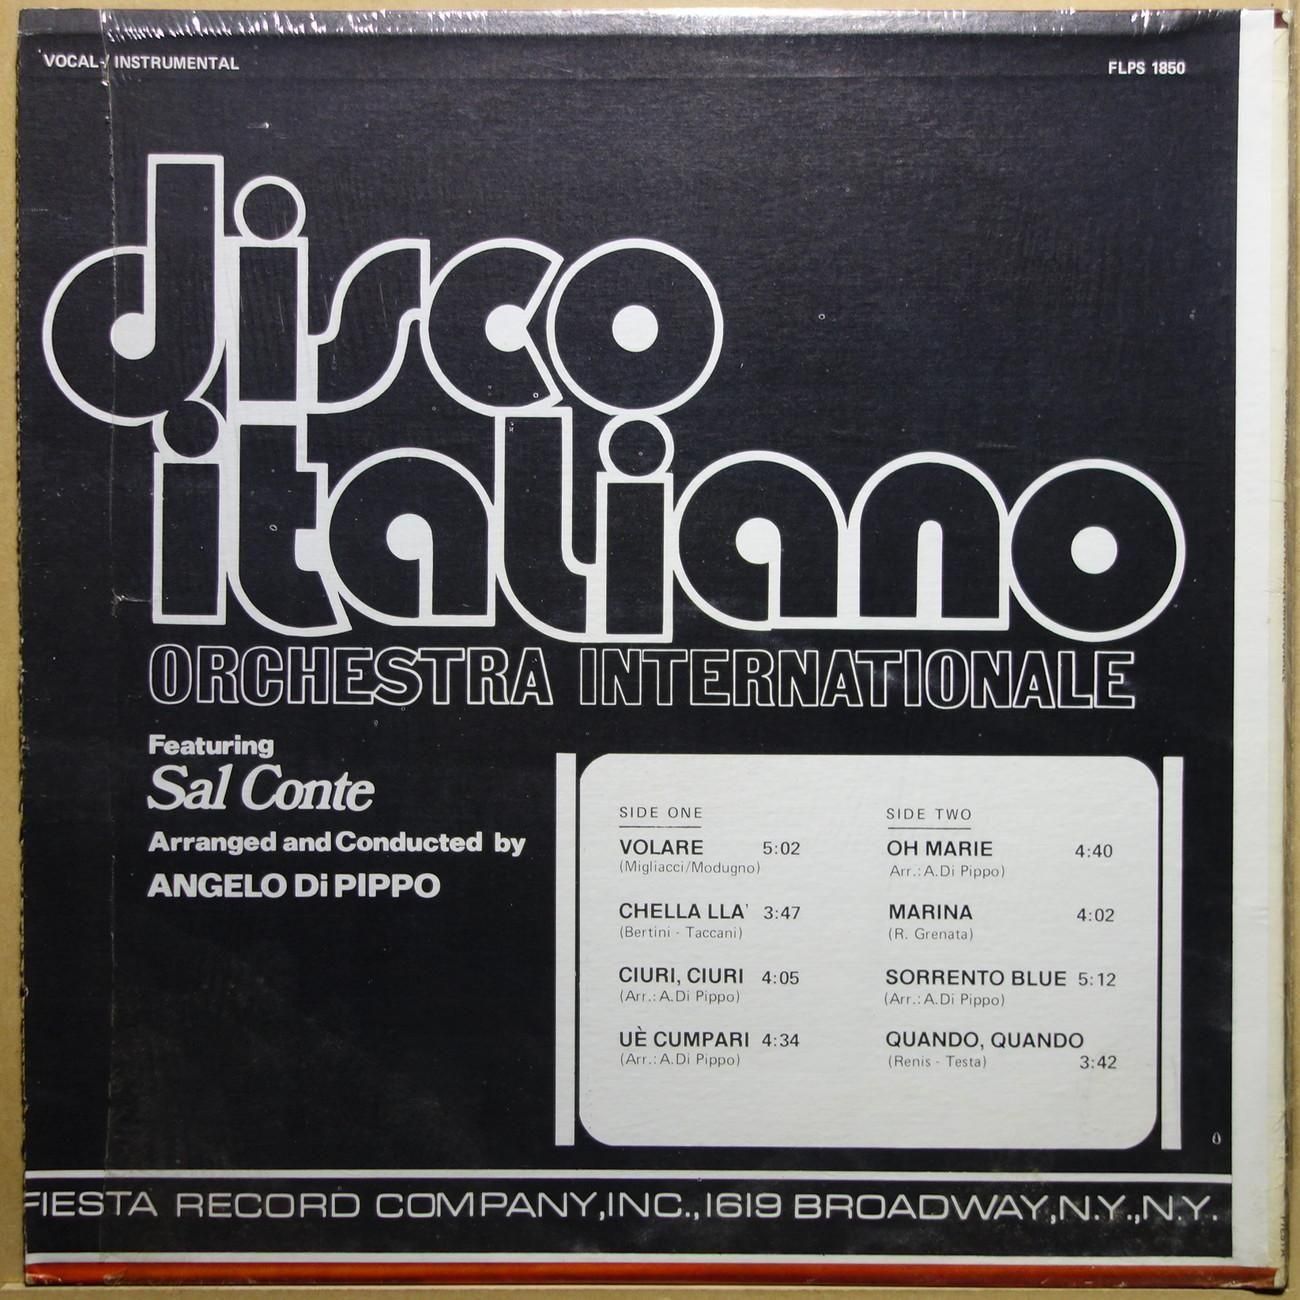 VOCAL-/INSTRUMENTAL
FLPS 1850
disco
italiano
ORCHESTRA INTERNATIONALE
Featuring
Sal Conte
Arranged and Conducted by
ANGELO Di PIPPO
SIDE ONE
VOLARE 5:02
(Migliacci/Modugno)
CHELLA LLA' 3:47
(Bertini - Taccani)
CIURI, CIURI 4:05
(Arr.: A.Di Pippo)
UÈ CUMPARI 4:34
(Arr.: A.Di Pippo)
SIDE TWO
OH MARIE 4:40
Arr.: A.Di Pippo)
MARINA 4:02
(R. Grenata)
SORRENTO BLUE 5:12
(Arr.: A.Di Pippo)
QUANDO, QUANDO
(Renis - Testa) 3:42
FIESTA RECORD COMPANY,INC.,1619 BROADWAY,N.Y.,N.Y.